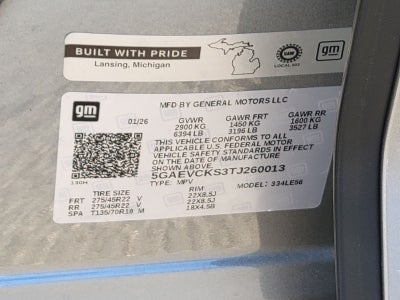 BUILT WITH PRIDE
Lansing, Michigan
UAW
LOCAL 602
gm
gm
MFD BY GENERAL MOTORS LLC
01/26 GVWR GAWR FRT GAWR RR
2900 KG 1450 KG 1600 KG
6394 LB 3196 LB 3527 LB
THIS VEHICLE CONFORMS TO ALL
APPLICABLE U.S. FEDERAL MOTOR
VEHICLE SAFETY STANDARDS IN EFFECT
ON THE DATE OF MANUFACTURE
SHOWN ABOVE.
5GAEVCKS3TJ260013
TYPE: MPV MODEL: 334LE56
TIRE SIZE RIM
FRT 275/45R22 V 22X8.5J
RR 275/45R22 V 22X8.5J
SPA T135/70R18 M 18X4.5B